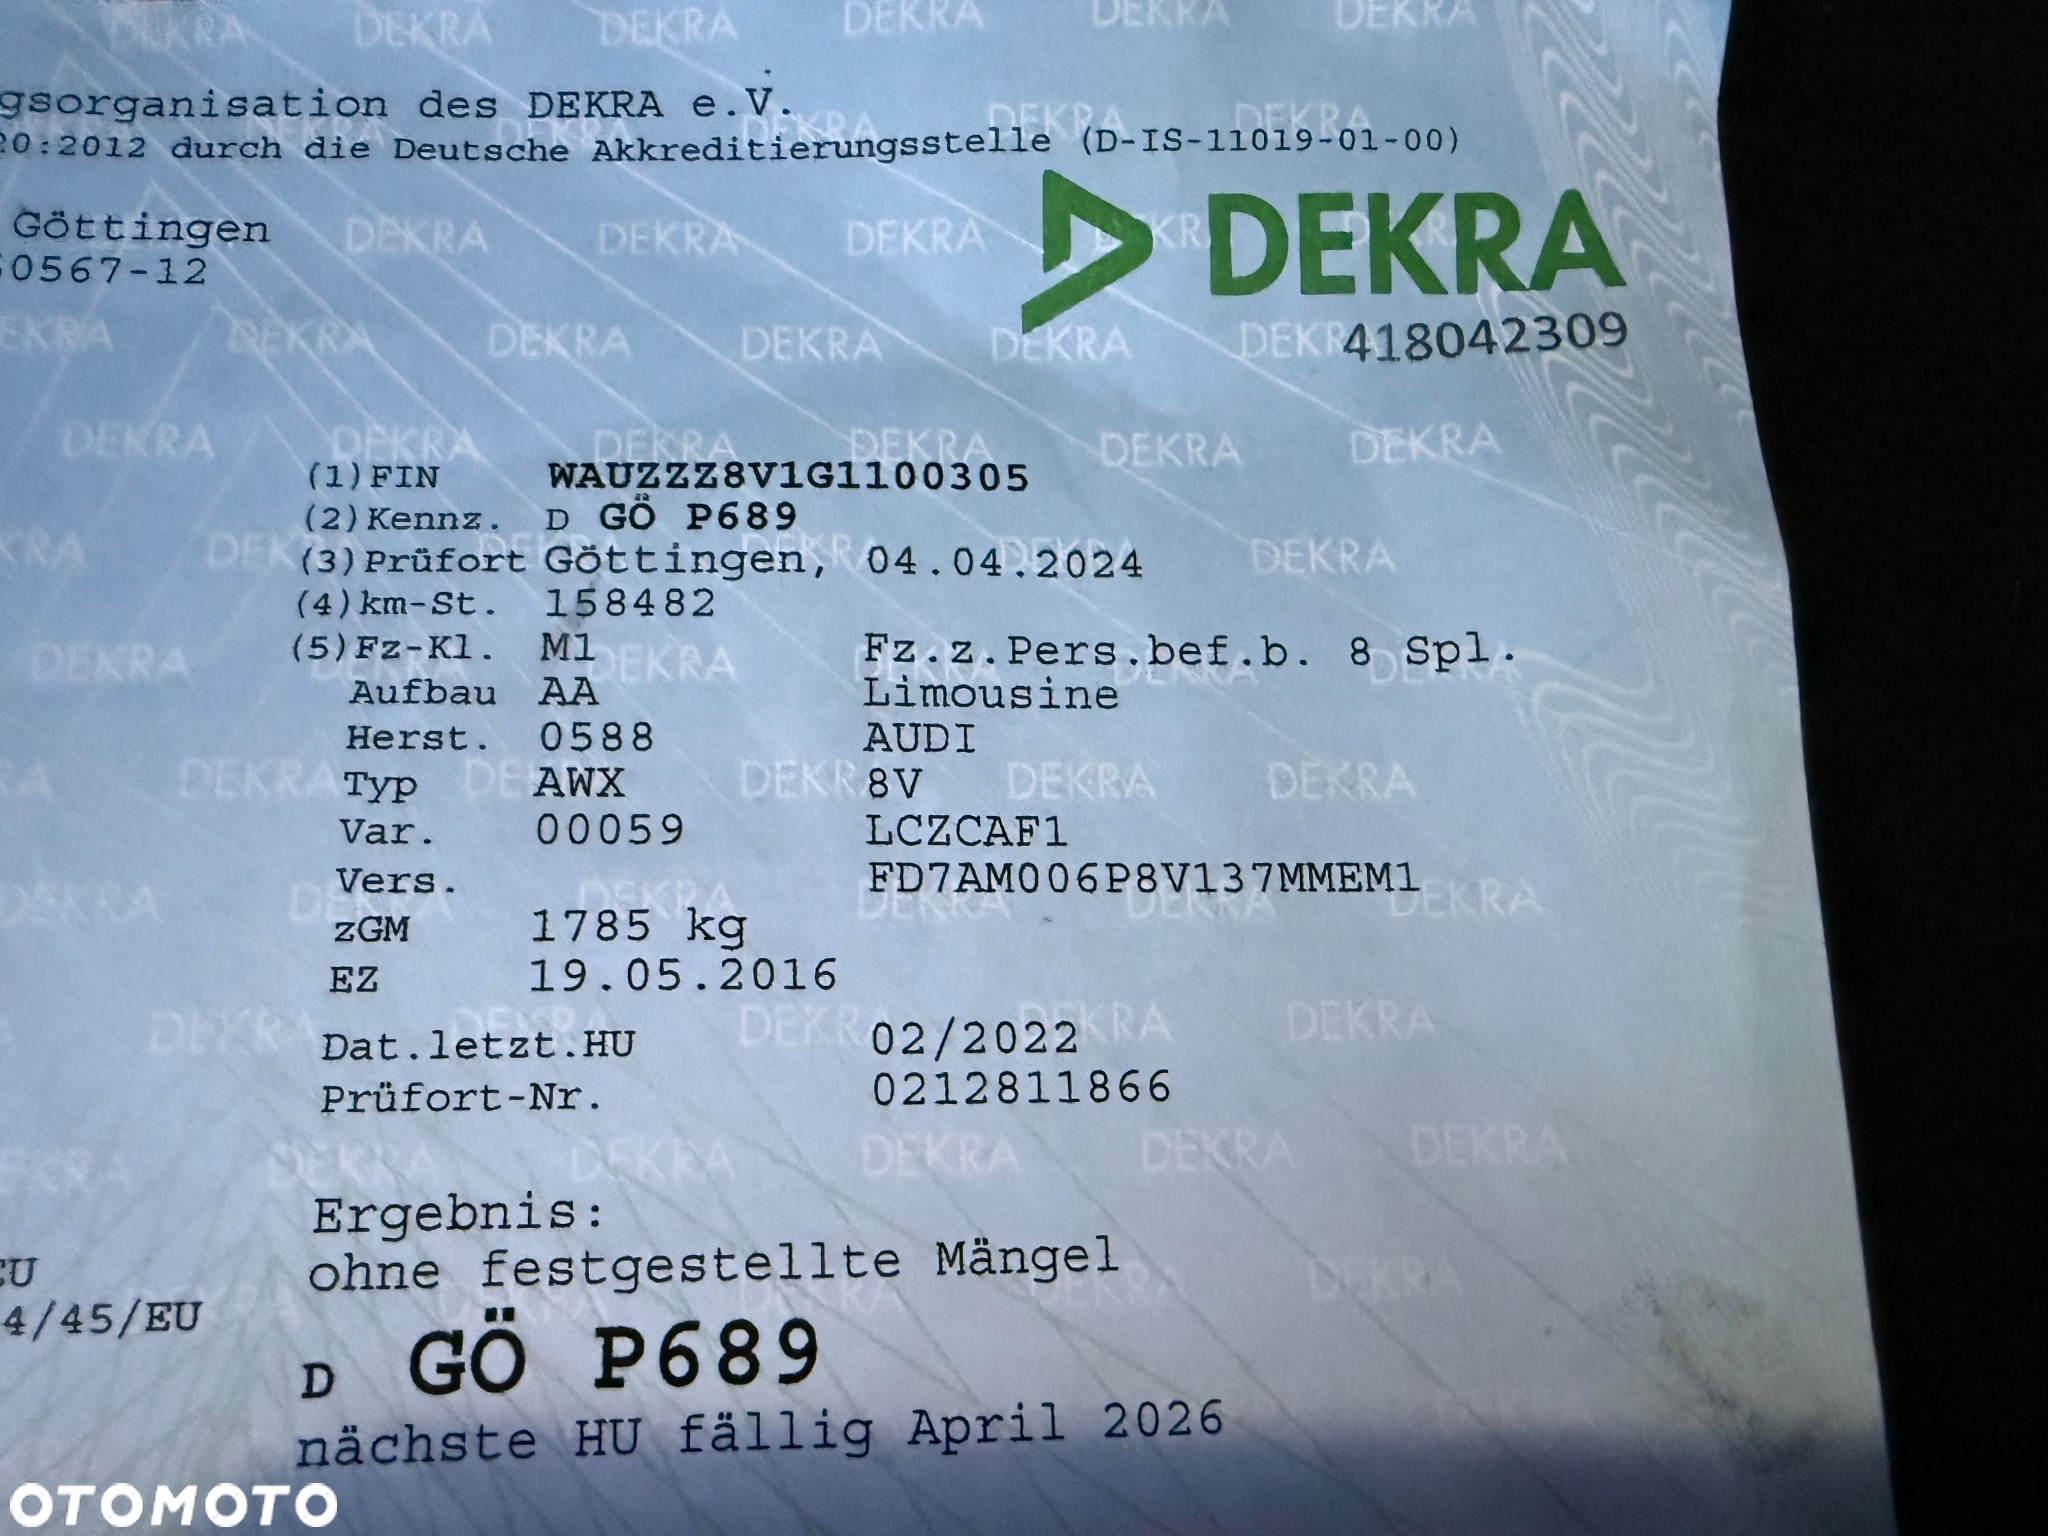 gsorganisation des DEKRA e.V.
20:2012 durch die Deutsche Akkreditierungsstelle (D-IS-11019-01-00)
Göttingen
0567-12
DEKRA
418042309
(1)FIN WAUZZZ8V1G1100305
(2)Kennz. D GÖ P689
(3)Prüfort Göttingen, 04.04.2024
(4)km-St. 158482
(5)Fz-Kl. M1 Fz.z.Pers.bef.b. 8 Spl.
Aufbau AA Limousine
Herst. 0588 AUDI
Typ AWX 8V
Var. 00059 LCZCAF1
Vers. FD7AM006P8V137MMEM1
zGM 1785 kg
EZ 19.05.2016
Dat.letzt.HU 02/2022
Prüfort-Nr. 0212811866
Ergebnis:
ohne festgestellte Mängel
EU
4/45/EU
D GÖ P689
nächste HU fällig April 2026
OTOMOTO